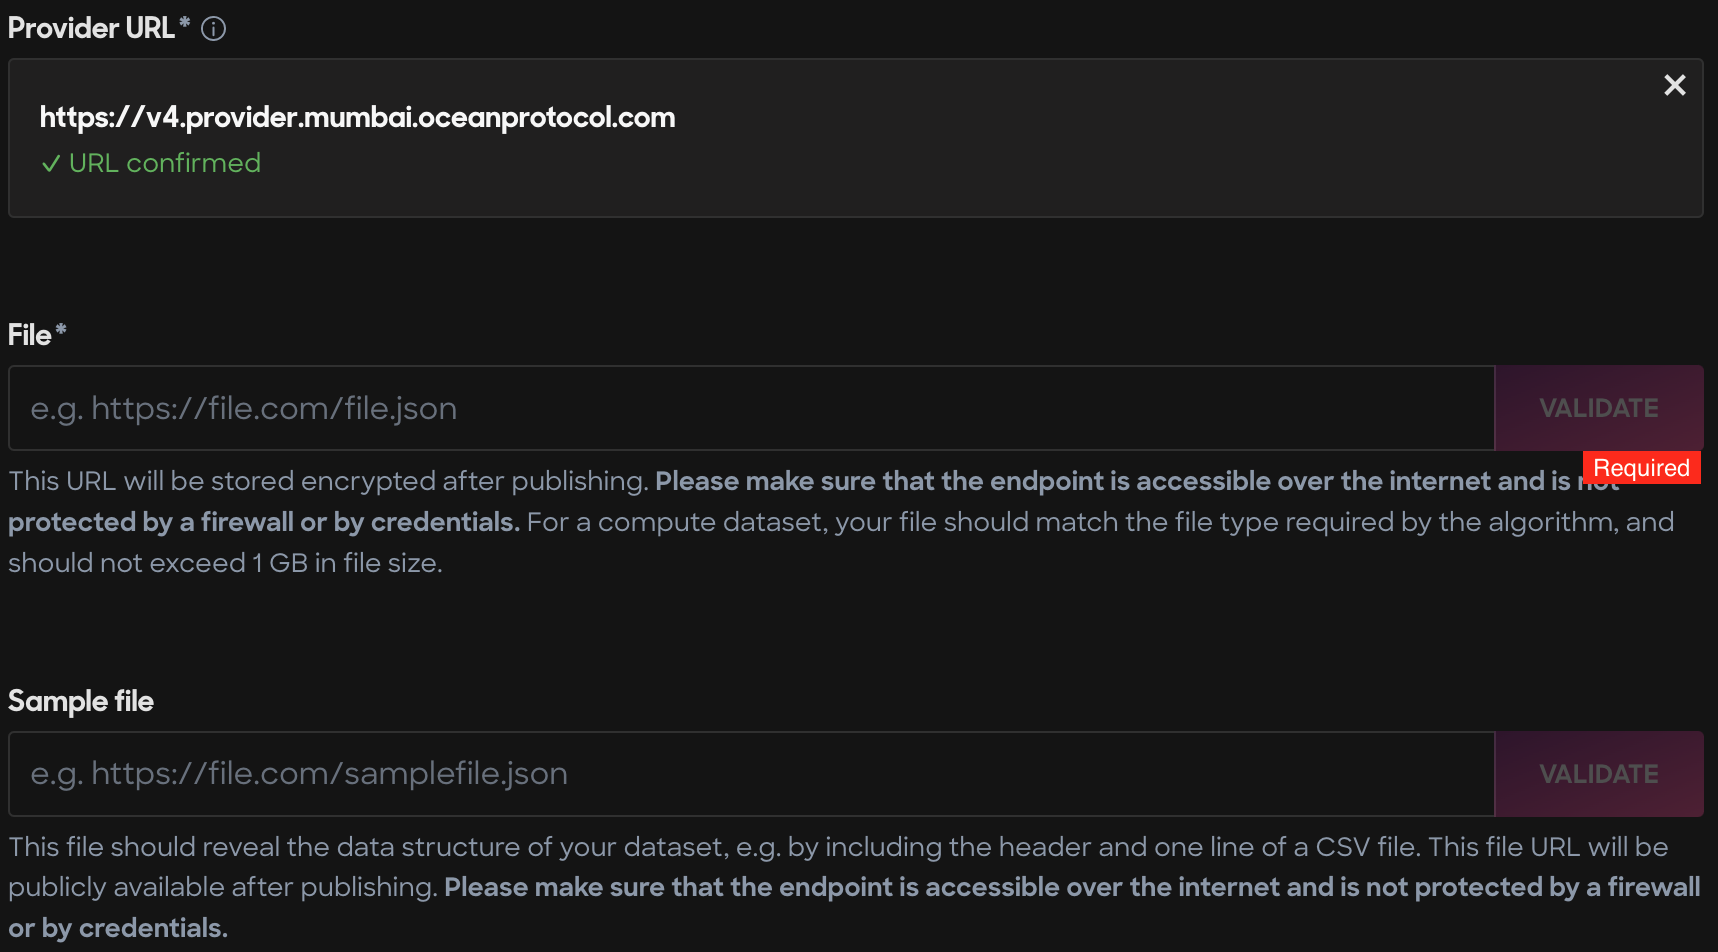 Provider URL*
https://v4.provider.mumbai.oceanprotocol.com
✓ URL confirmed
File*
e.g. https://file.com/file.json
VALIDATE
Required
This URL will be stored encrypted after publishing. Please make sure that the endpoint is accessible over the internet and is not
protected by a firewall or by credentials. For a compute dataset, your file should match the file type required by the algorithm, and
should not exceed 1 GB in file size.
Sample file
e.g. https://file.com/samplefile.json
VALIDATE
This file should reveal the data structure of your dataset, e.g. by including the header and one line of a CSV file. This file URL will be
publicly available after publishing. Please make sure that the endpoint is accessible over the internet and is not protected by a firewall
or by credentials.